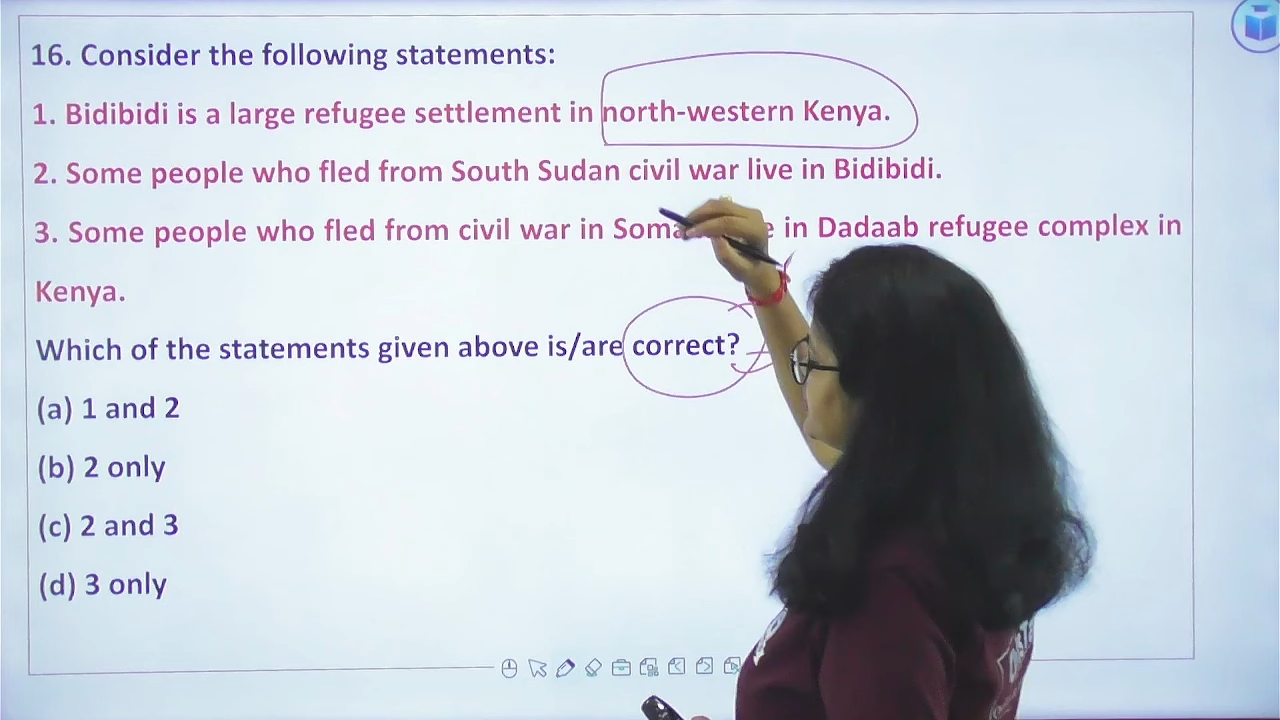 16. Consider the following statements:
1. Bidibidi is a large refugee settlement in north-western Kenya.
2. Some people who fled from South Sudan civil war live in Bidibidi.
3. Some people who fled from civil war in in Dadaab refugee complex in
Kenya.
Which of the statements given above is/are correct?
(a) 1 and 2
(b) 2 only
(c) 2 and 3
(d) 3 only